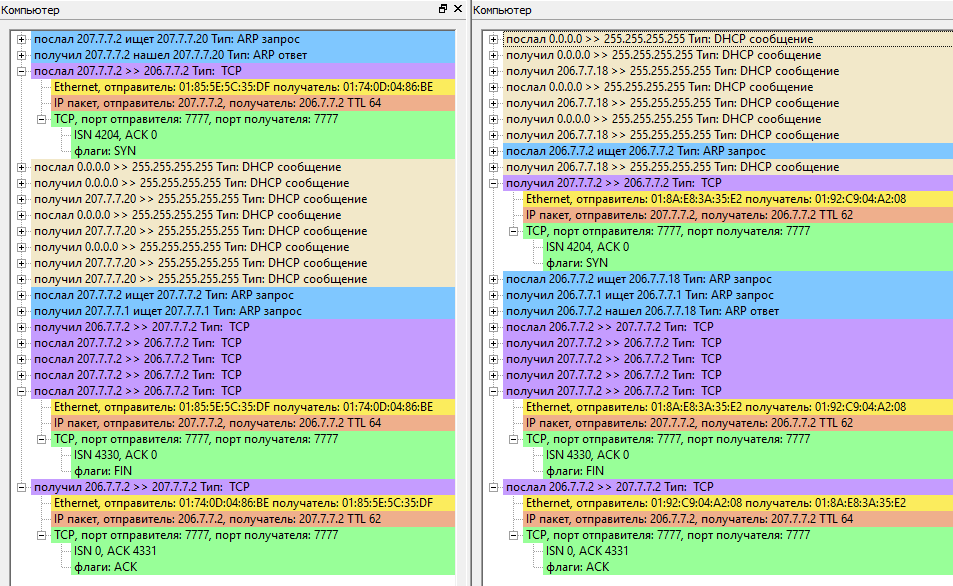 Компьютер
послал 207.7.7.2 ищет 207.7.7.20 Тип: ARP запрос
получил 207.7.7.2 нашел 207.7.7.20 Тип: ARP ответ
послал 207.7.7.2 >> 206.7.7.2 Тип: TCP
Ethernet, отправитель: 01:85:5E:5C:35:DF получатель: 01:74:0D:04:86:BE
IP пакет, отправитель: 207.7.7.2, получатель: 206.7.7.2 TTL 64
TCP, порт отправителя: 7777, порт получателя: 7777
ISN 4204, ACK 0
флаги: SYN
послал 0.0.0.0 >> 255.255.255.255 Тип: DHCP сообщение
получил 0.0.0.0 >> 255.255.255.255 Тип: DHCP сообщение
получил 207.7.7.20 >> 255.255.255.255 Тип: DHCP сообщение
послал 0.0.0.0 >> 255.255.255.255 Тип: DHCP сообщение
получил 207.7.7.20 >> 255.255.255.255 Тип: DHCP сообщение
получил 0.0.0.0 >> 255.255.255.255 Тип: DHCP сообщение
получил 207.7.7.20 >> 255.255.255.255 Тип: DHCP сообщение
получил 207.7.7.20 >> 255.255.255.255 Тип: DHCP сообщение
послал 207.7.7.2 ищет 207.7.7.2 Тип: ARP запрос
получил 207.7.7.1 ищет 207.7.7.1 Тип: ARP запрос
получил 206.7.7.2 >> 207.7.7.2 Тип: TCP
послал 207.7.7.2 >> 206.7.7.2 Тип: TCP
послал 207.7.7.2 >> 206.7.7.2 Тип: TCP
послал 207.7.7.2 >> 206.7.7.2 Тип: TCP
послал 207.7.7.2 >> 206.7.7.2 Тип: TCP
Ethernet, отправитель: 01:85:5E:5C:35:DF получатель: 01:74:0D:04:86:BE
IP пакет, отправитель: 207.7.7.2, получатель: 206.7.7.2 TTL 64
TCP, порт отправителя: 7777, порт получателя: 7777
ISN 4330, ACK 0
флаги: FIN
получил 206.7.7.2 >> 207.7.7.2 Тип: TCP
Ethernet, отправитель: 01:74:0D:04:86:BE получатель: 01:85:5E:5C:35:DF
IP пакет, отправитель: 206.7.7.2, получатель: 207.7.7.2 TTL 62
TCP, порт отправителя: 7777, порт получателя: 7777
ISN 0, ACK 4331
флаги: ACK
Компьютер
послал 0.0.0.0 >> 255.255.255.255 Тип: DHCP сообщение
получил 0.0.0.0 >> 255.255.255.255 Тип: DHCP сообщение
получил 206.7.7.18 >> 255.255.255.255 Тип: DHCP сообщение
послал 0.0.0.0 >> 255.255.255.255 Тип: DHCP сообщение
получил 206.7.7.18 >> 255.255.255.255 Тип: DHCP сообщение
получил 0.0.0.0 >> 255.255.255.255 Тип: DHCP сообщение
получил 206.7.7.18 >> 255.255.255.255 Тип: DHCP сообщение
послал 206.7.7.2 ищет 206.7.7.2 Тип: ARP запрос
получил 206.7.7.18 >> 255.255.255.255 Тип: DHCP сообщение
получил 207.7.7.2 >> 206.7.7.2 Тип: TCP
Ethernet, отправитель: 01:8A:E8:3A:35:E2 получатель: 01:92:C9:04:A2:08
IP пакет, отправитель: 207.7.7.2, получатель: 206.7.7.2 TTL 62
TCP, порт отправителя: 7777, порт получателя: 7777
ISN 4204, ACK 0
флаги: SYN
послал 206.7.7.2 ищет 206.7.7.18 Тип: ARP запрос
получил 206.7.7.1 ищет 206.7.7.1 Тип: ARP запрос
получил 206.7.7.2 нашел 206.7.7.18 Тип: ARP ответ
послал 206.7.7.2 >> 207.7.7.2 Тип: TCP
получил 207.7.7.2 >> 206.7.7.2 Тип: TCP
получил 207.7.7.2 >> 206.7.7.2 Тип: TCP
получил 207.7.7.2 >> 206.7.7.2 Тип: TCP
получил 207.7.7.2 >> 206.7.7.2 Тип: TCP
Ethernet, отправитель: 01:8A:E8:3A:35:E2 получатель: 01:92:C9:04:A2:08
IP пакет, отправитель: 207.7.7.2, получатель: 206.7.7.2 TTL 62
TCP, порт отправителя: 7777, порт получателя: 7777
ISN 4330, ACK 0
флаги: FIN
послал 206.7.7.2 >> 207.7.7.2 Тип: TCP
Ethernet, отправитель: 01:92:C9:04:A2:08 получатель: 01:8A:E8:3A:35:E2
IP пакет, отправитель: 206.7.7.2, получатель: 207.7.7.2 TTL 64
TCP, порт отправителя: 7777, порт получателя: 7777
ISN 0, ACK 4331
флаги: ACK